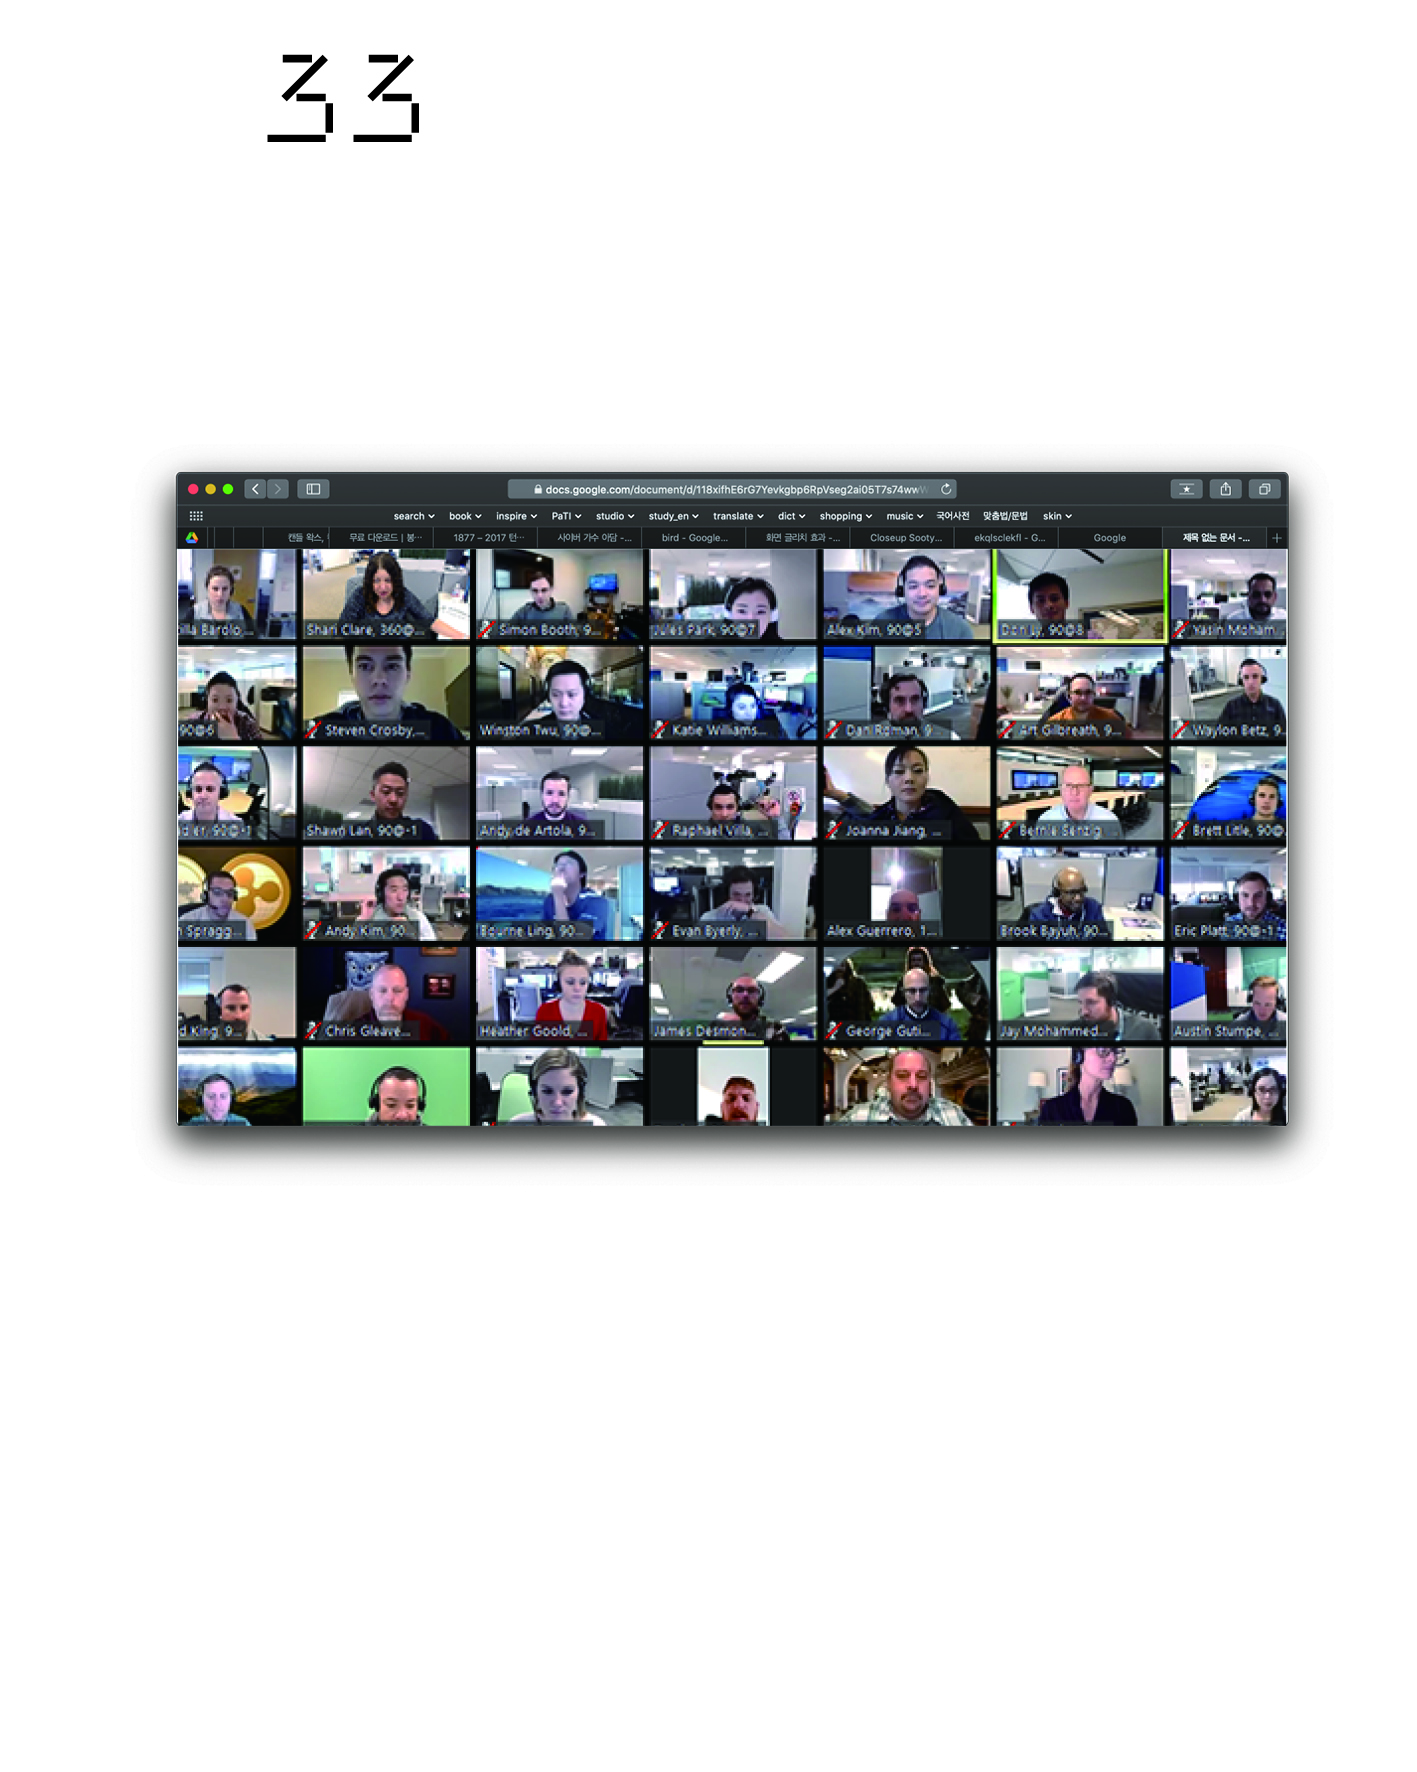 33
docs.google.com/document/d/118xifhE6rG7Yevkgbp6RpVseg2ai05T7s74ww
search book inspire PaTI studio study_en translate dict shopping music 국어사전 맞춤법/문법 skin
캔들 왁스, 무료 다운로드 | 봉… 1877 – 2017 턴… 사이버 가수 아담 -... bird - Google... 화면 글리치 효과 -... Closeup Sooty... ekqlsclekfl - G... Google 제목 없는 문서 -...
illa Barolo,... Shari Clare, 360@... Simon Booth, 9... Jules Park, 90@7 Alex Kim, 90@5 Don Ly, 90@8 Yasin Moham...
90@6 Steven Crosby,... Winston Twu, 90@... Katie Williams... Dan Roman, 9... Art Gilbreath, 9... Waylon Betz, 9...
90@-1 Shawn Lan, 90@-1 Andy de Artola, 9... Raphael Villa, ... Joanna Jiang, ... Bernie Senzig Brett Litle, 90@...
Spragg... Andy Kim, 90... Bourne Ling, 90... Evan Byerly, ... Alex Guerrero, 1... Brook Bayuh, 90... Eric Platt, 90@-1
d King, 9... Chris Gleave... Heather Goold, ... James Desmon... George Guti... Jay Mohammed... Austin Stumpe, ...